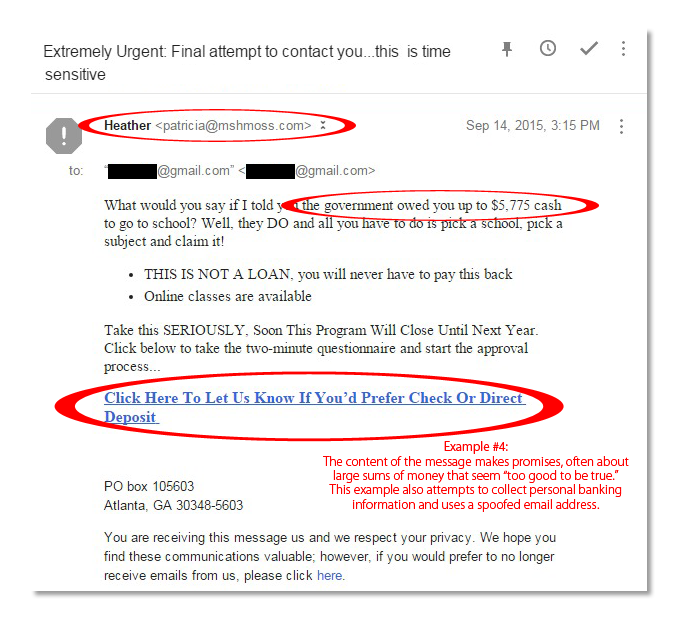 Extremely Urgent: Final attempt to contact you...this is time
sensitive
Heather <patricia@mshmoss.com>
Sep 14, 2015, 3:15 PM
to: "@gmail.com" <@gmail.com>
What would you say if I told the government owed you up to $5,775 cash
to go to school? Well, they DO and all you have to do is pick a school, pick a
subject and claim it!
• THIS IS NOT A LOAN, you will never have to pay this back
• Online classes are available
Take this SERIOUSLY, Soon This Program Will Close Until Next Year.
Click below to take the two-minute questionnaire and start the approval
process...
Click Here To Let Us Know If You'd Prefer Check Or Direct
Deposit
Example #4:
The content of the message makes promises, often about
large sums of money that seem "too good to be true."
This example also attempts to collect personal banking
information and uses a spoofed email address.
PO box 105603
Atlanta, GA 30348-5603
You are receiving this message us and we respect your privacy. We hope you
find these communications valuable; however, if you would prefer to no longer
receive emails from us, please click here.